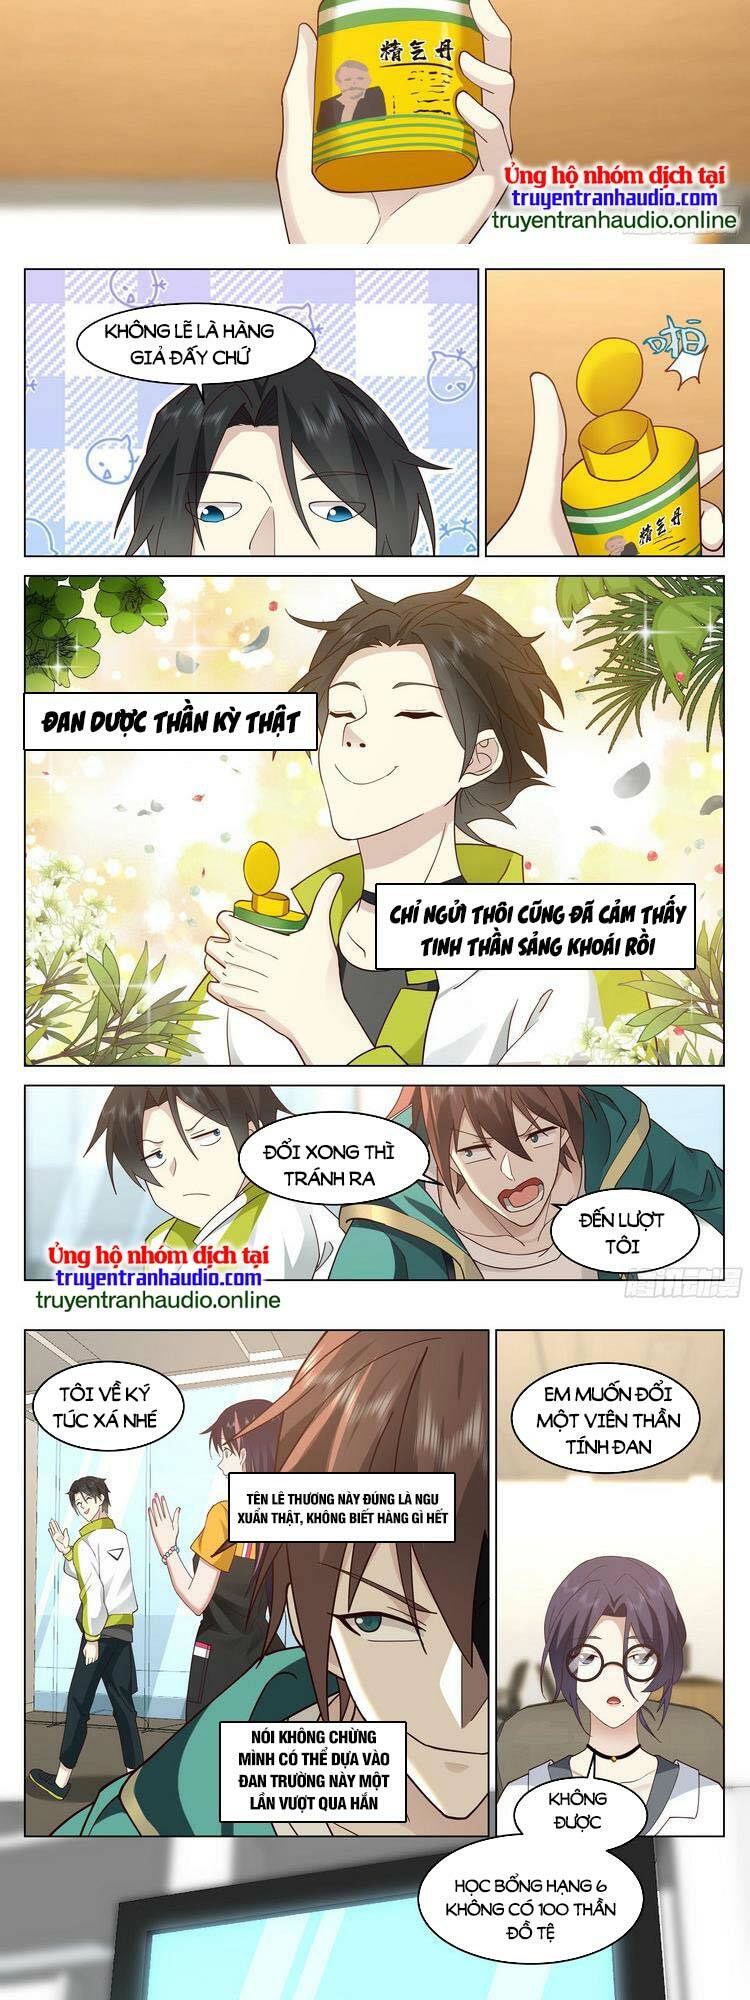 精气丹
Ủng hộ nhóm dịch tại
truyentranhaudio.com
truyentranhaudio.online
KHÔNG LẼ LÀ HÀNG
GIẢ ĐẤY CHỨ
啪
精气丹
ĐAN DƯỢC THẦN KỲ THẬT
CHỈ NGỬI THÔI CŨNG ĐÃ CẢM THẤY
TINH THẦN SẢNG KHOÁI RỒI
ĐỔI XONG THÌ
TRÁNH RA
ĐẾN LƯỢT
TÔI
Ủng hộ nhóm dịch tại
truyentranhaudio.com
truyentranhaudio.online
TÔI VỀ KÝ
TÚC XÁ NHÉ
EM MUỐN ĐỔI
MỘT VIÊN THẦN
TÍNH ĐAN
TÊN LÊ THƯƠNG NÀY ĐÚNG LÀ NGU
XUẨN THẬT, KHÔNG BIẾT HÀNG GÌ HẾT
NÓI KHÔNG CHỪNG
MÌNH CÓ THỂ DỰA VÀO
ĐAN TRƯỜNG NÀY MỘT
LẦN VƯỢT QUA HẮN
KHÔNG
ĐƯỢC
HỌC BỔNG HẠNG 6
KHÔNG CÓ 100 THẦN
ĐỒ TỆ